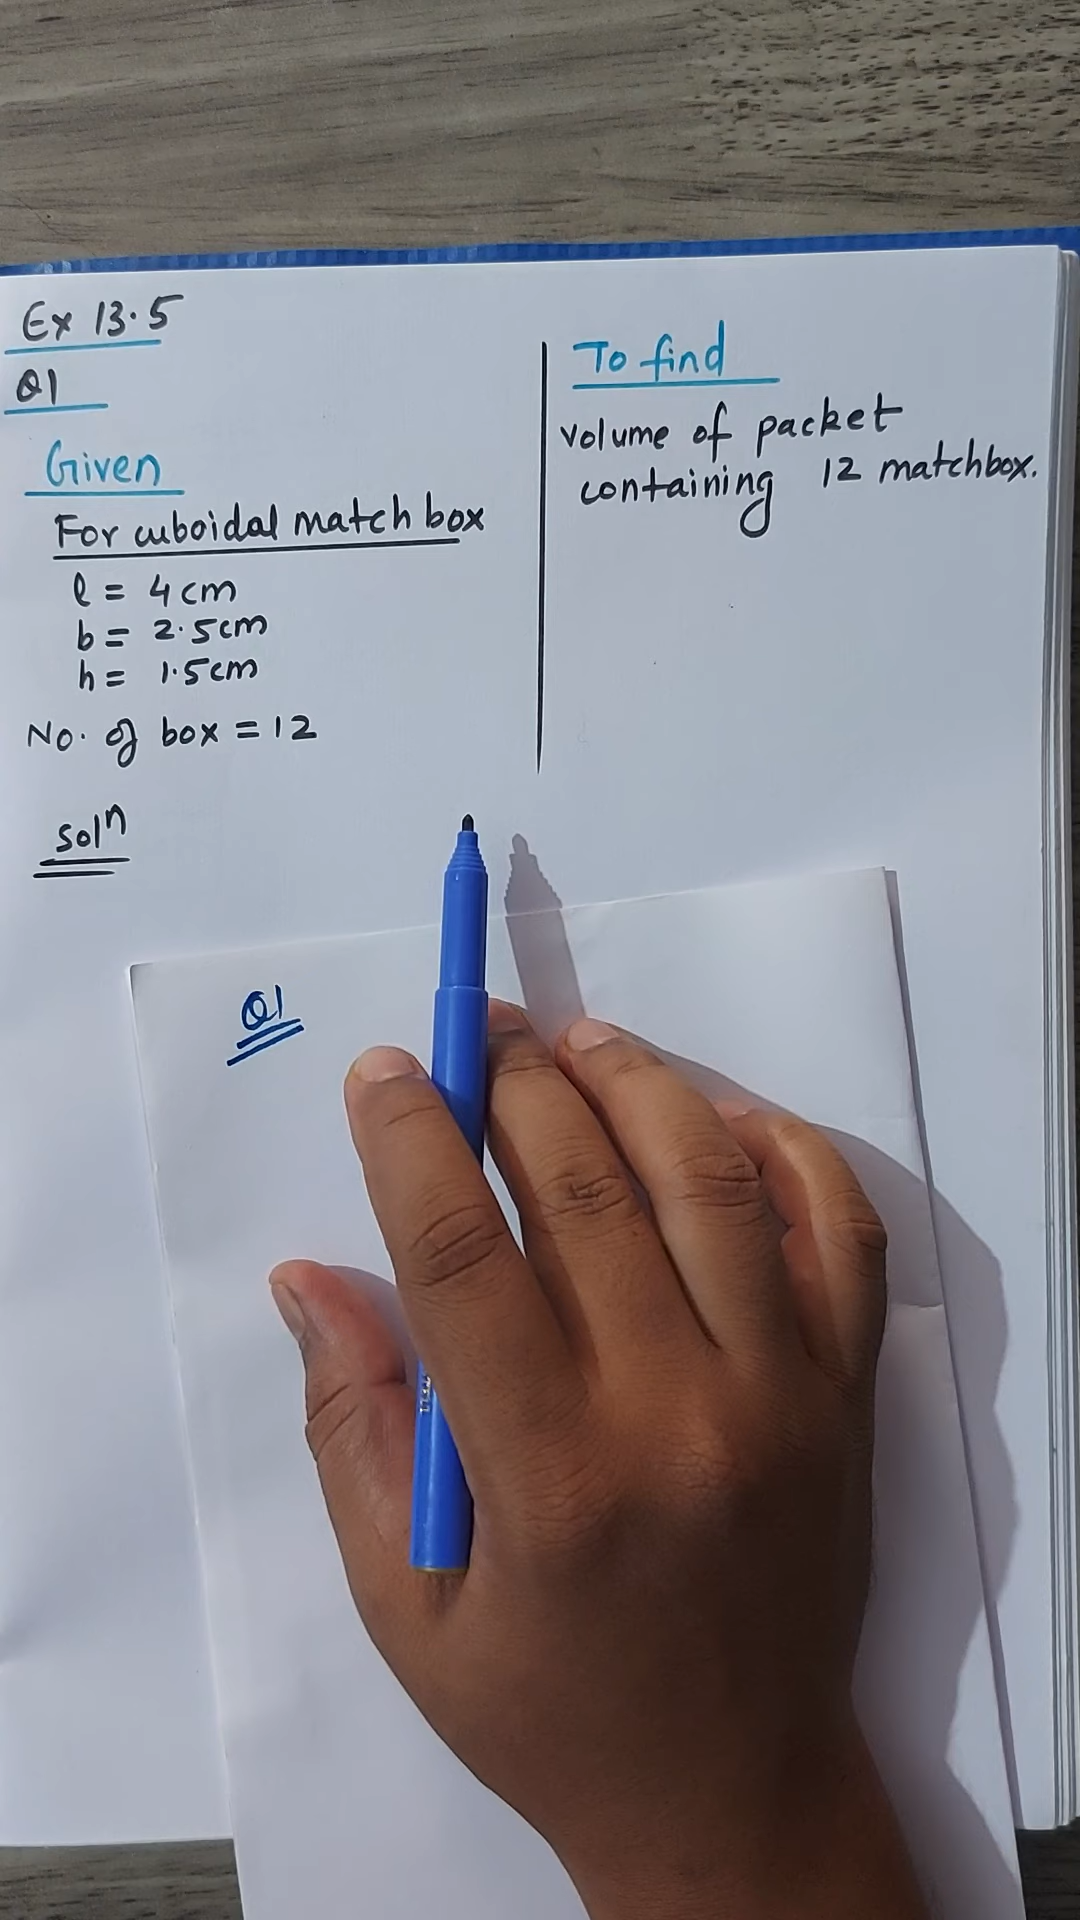 Ex 13.5
Q1
Given
For cuboidal match box
l = 4cm
b = 2.5cm
h = 1.5cm
No. of box = 12
To find
volume of packet
containing 12 matchbox.
Solⁿ
Q1